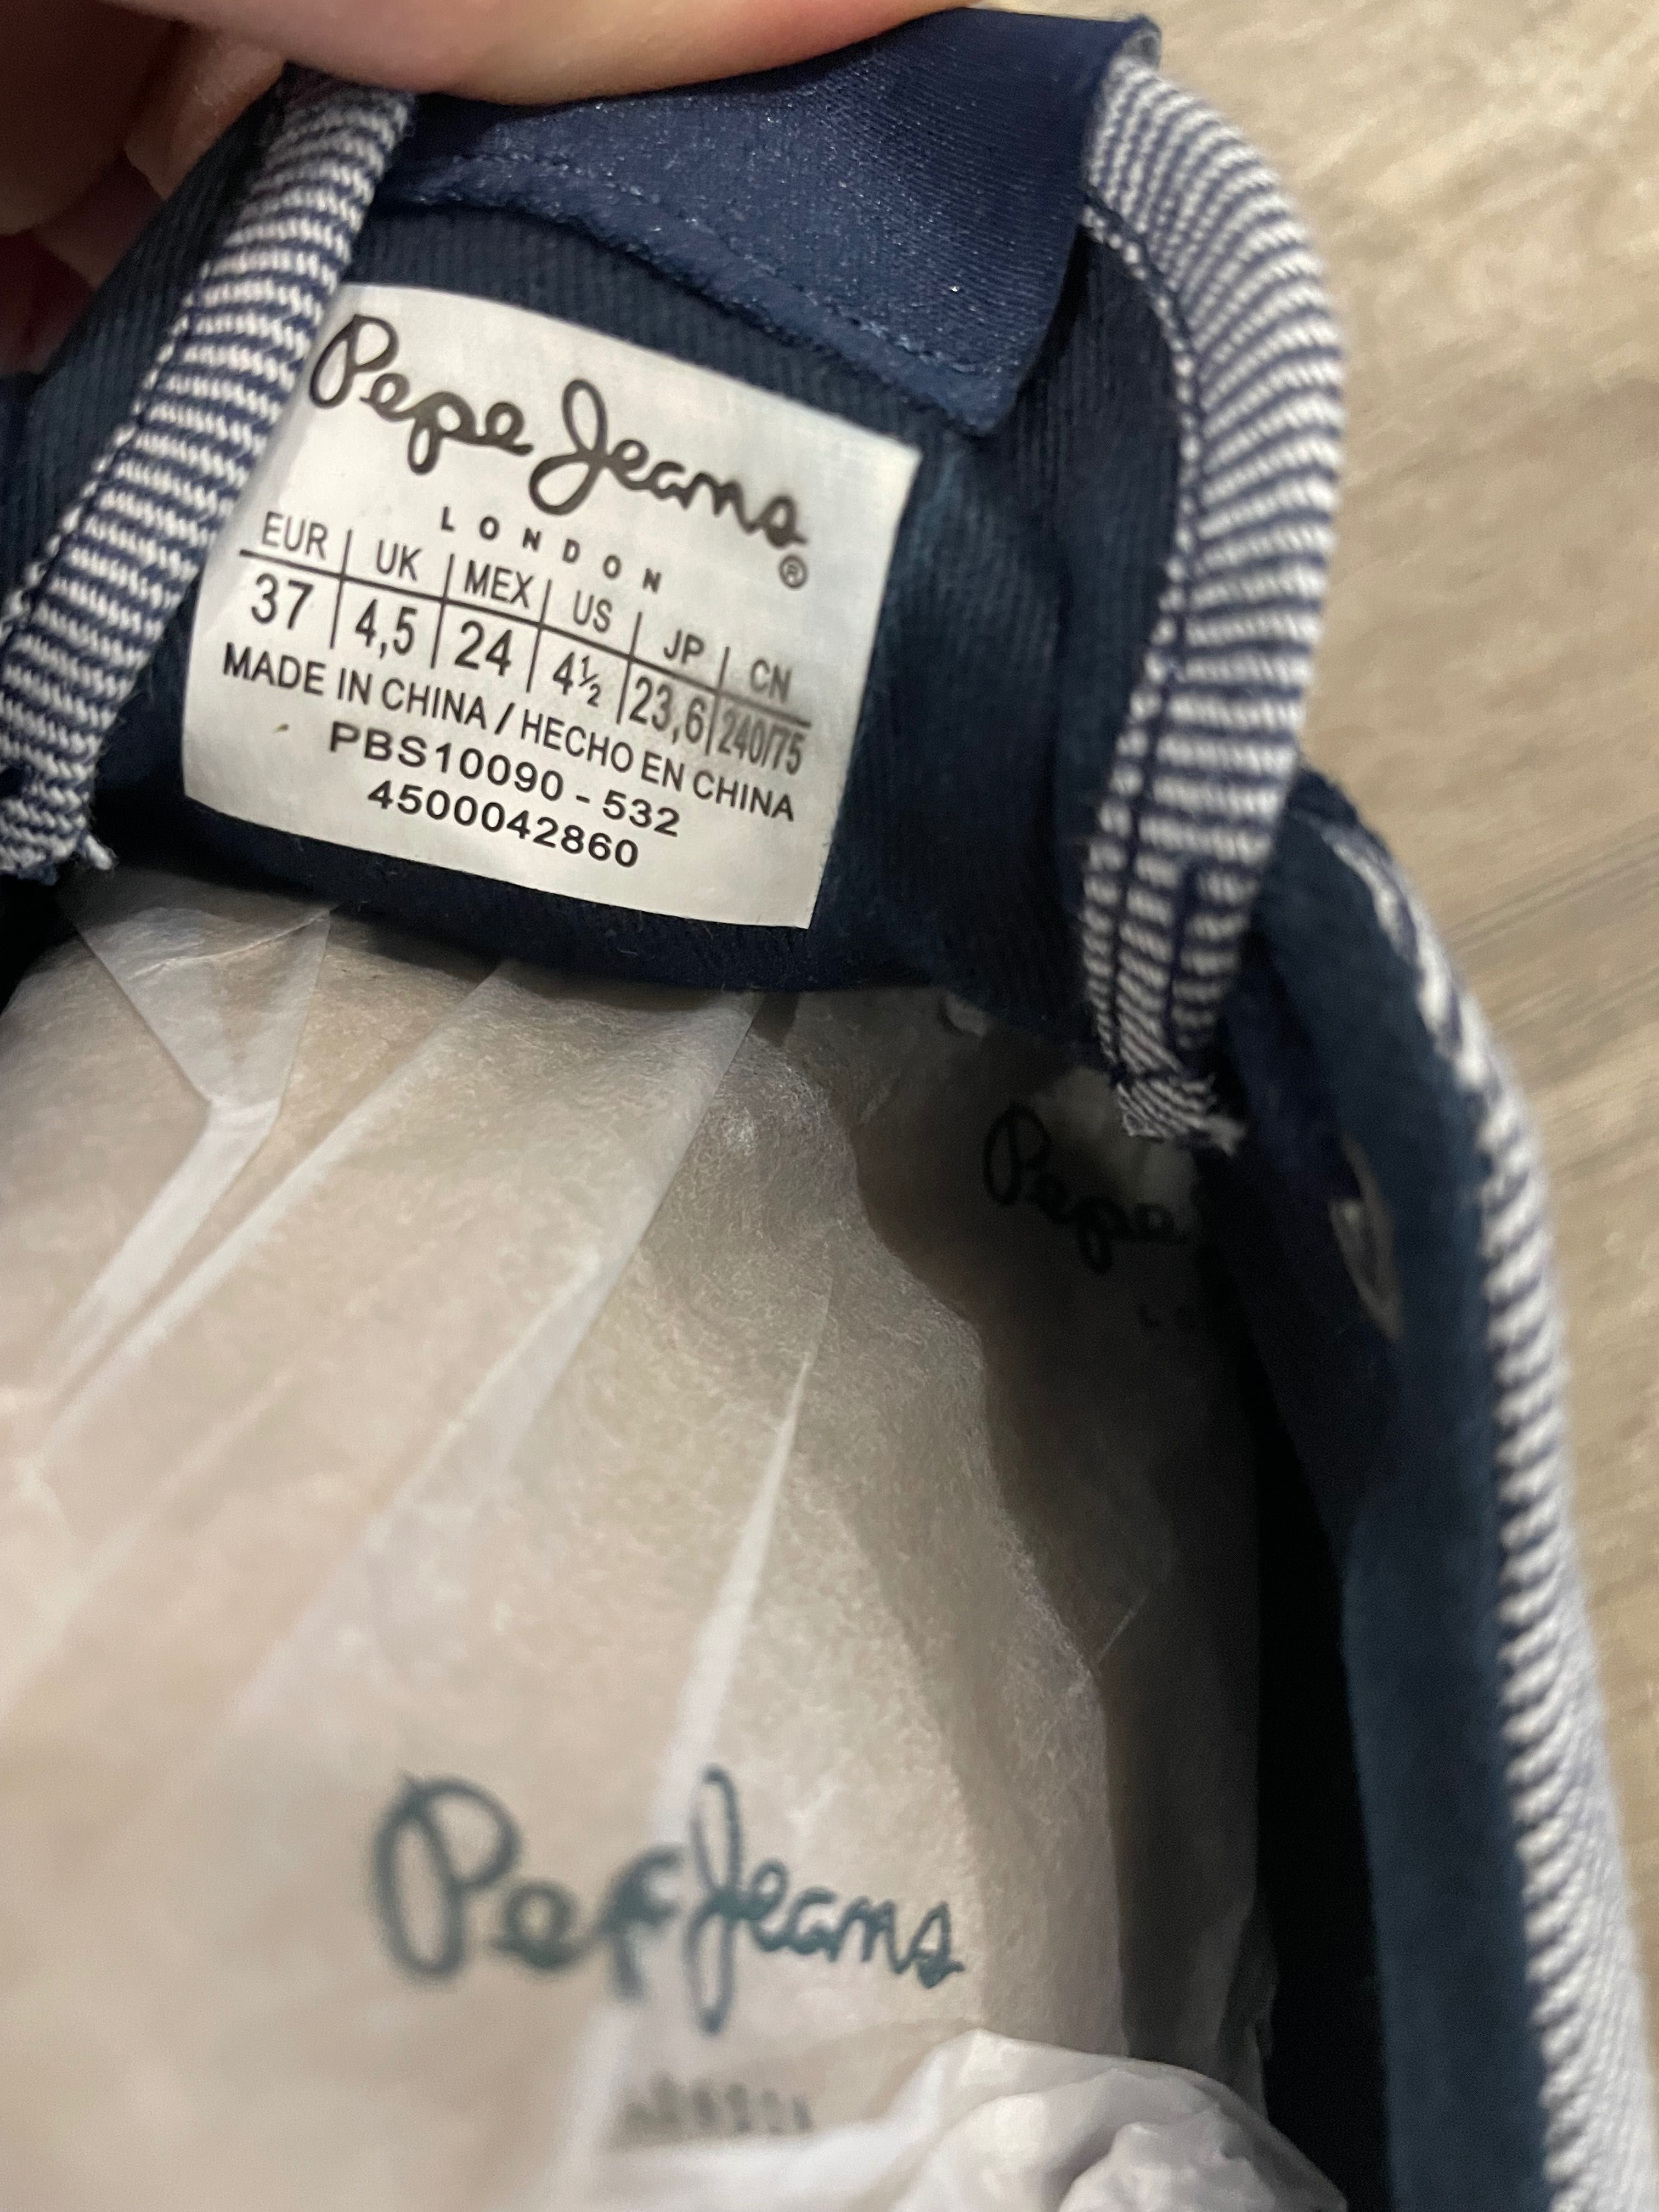 Pepe Jeans®
LONDON
EUR | UK | MEX | US | JP | CN
37 | 4,5 | 24 | 4½ | 23,6 | 240/75
MADE IN CHINA / HECHO EN CHINA
PBS10090 - 532
4500042860
Pepe
Jeans